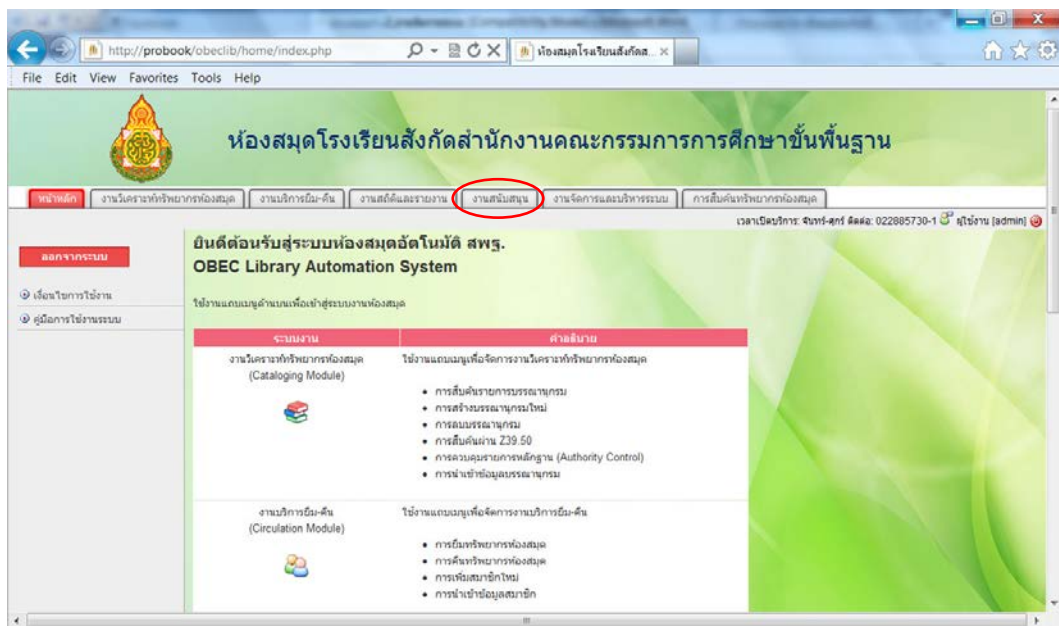 http://probook/obeclib/home/index.php
ห้องสมุดโรงเรียนสังกัดส...
File Edit View Favorites Tools Help
ห้องสมุดโรงเรียนสังกัดสำนักงานคณะกรรมการการศึกษาขั้นพื้นฐาน
หน้าหลัก งานวิเคราะห์ทรัพยากรห้องสมุด งานบริการยืม-คืน งานสถิติและรายงาน งานสนับสนุน งานจัดการและบริหารระบบ การสืบค้นทรัพยากรห้องสมุด
เวลาเปิดบริการ: จันทร์-ศุกร์ ติดต่อ: 022885730-1 ผู้ใช้งาน [admin]
ออกจากระบบ
เงื่อนไขการใช้งาน
คู่มือการใช้งานระบบ
ยินดีต้อนรับสู่ระบบห้องสมุดอัตโนมัติ สพฐ.
OBEC Library Automation System
ใช้งานแถบเมนูด้านบนเพื่อเข้าสู่ระบบงานห้องสมุด
ระบบงาน คำอธิบาย
งานวิเคราะห์ทรัพยากรห้องสมุด
(Cataloging Module)
ใช้งานแถบเมนูเพื่อจัดการงานวิเคราะห์ทรัพยากรห้องสมุด
• การสืบค้นรายการบรรณานุกรม
• การสร้างบรรณานุกรมใหม่
• การลบบรรณานุกรม
• การสืบค้นผ่าน Z39.50
• การควบคุมรายการหลักฐาน (Authority Control)
• การนำเข้าข้อมูลบรรณานุกรม
งานบริการยืม-คืน
(Circulation Module)
ใช้งานแถบเมนูเพื่อจัดการงานบริการยืม-คืน
• การยืมทรัพยากรห้องสมุด
• การคืนทรัพยากรห้องสมุด
• การเพิ่มสมาชิกใหม่
• การนำเข้าข้อมูลสมาชิก